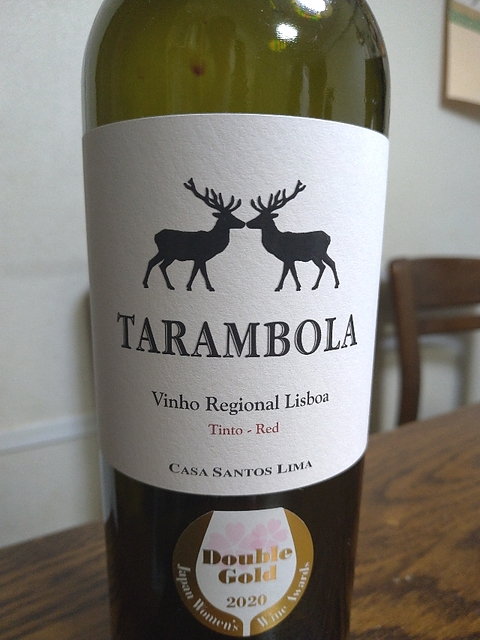 TARAMBOLA
Vinho Regional Lisboa
Tinto - Red
CASA SANTOS LIMA
Double
Gold
2020
Japan Women's Wine Awards